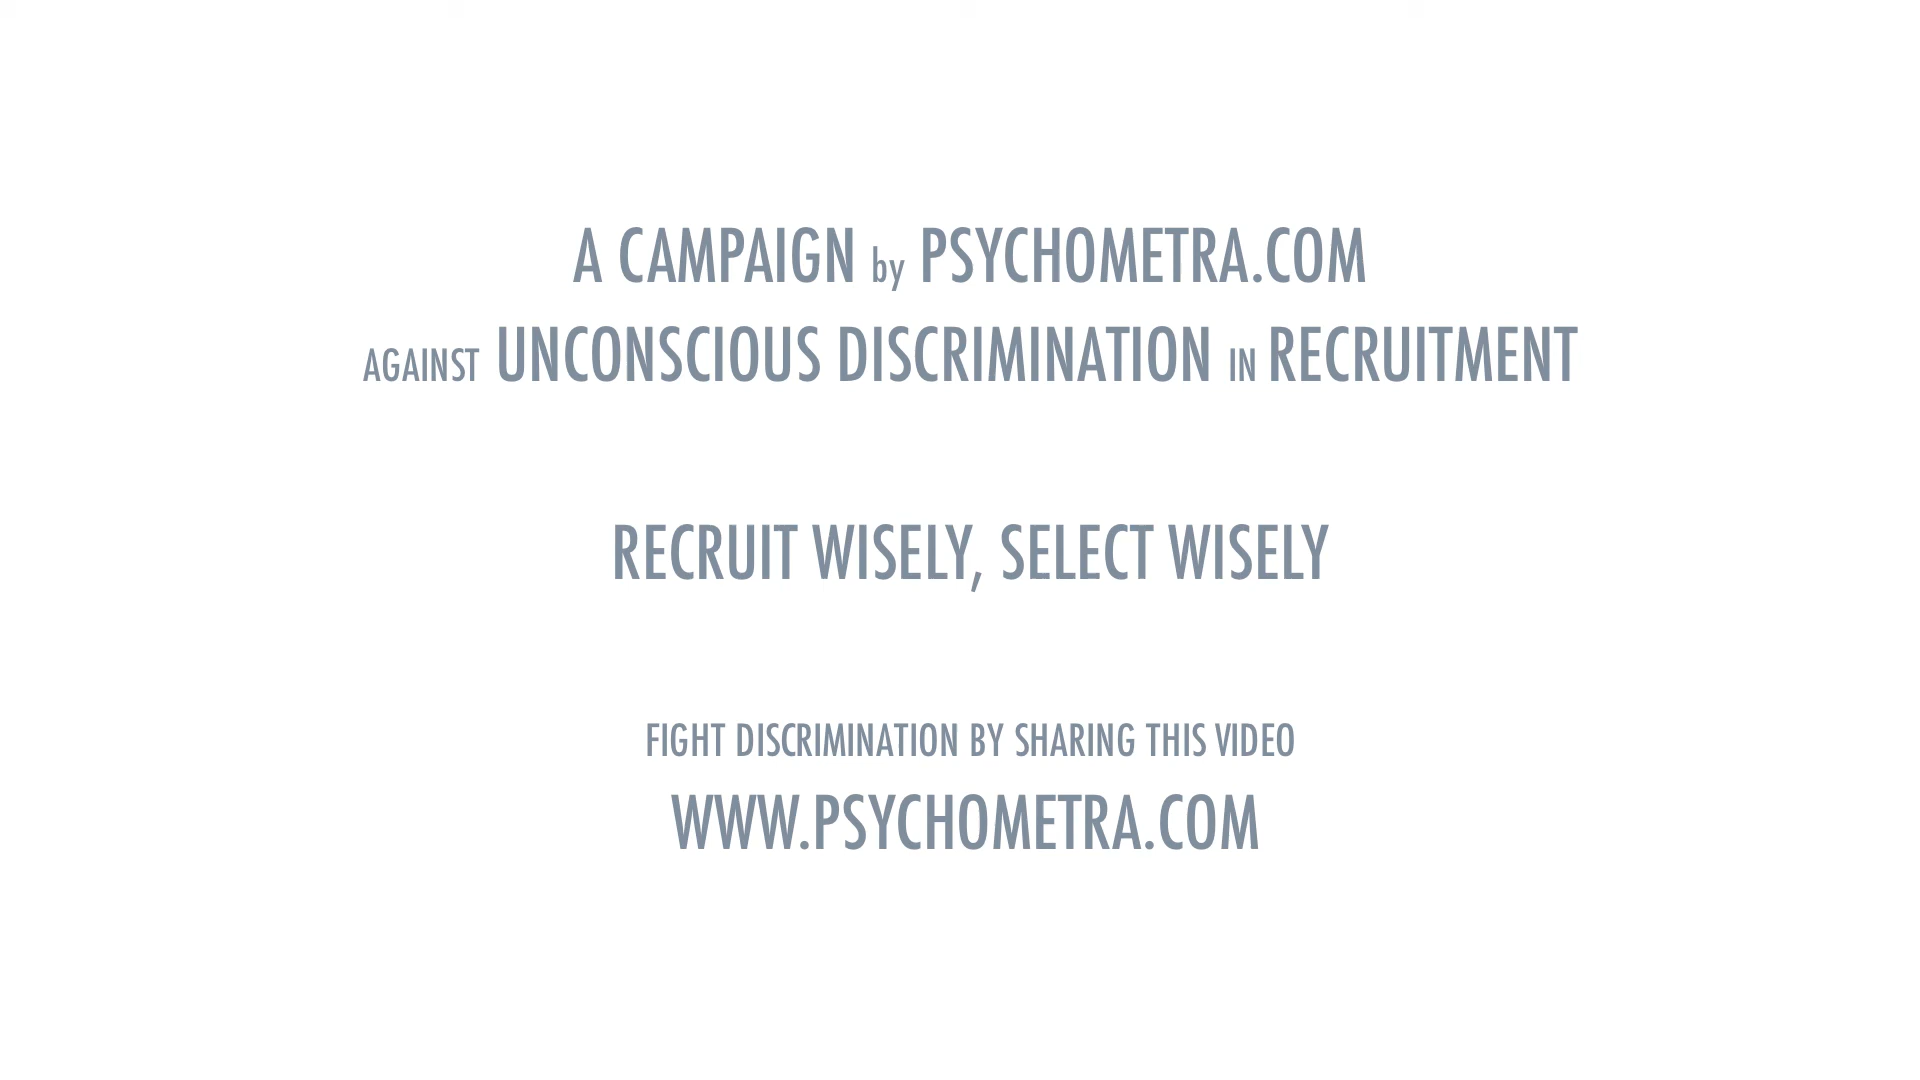 A CAMPAIGN by PSYCHOMETRA.COM
AGAINST UNCONSCIOUS DISCRIMINATION IN RECRUITMENT
RECRUIT WISELY, SELECT WISELY
FIGHT DISCRIMINATION BY SHARING THIS VIDEO
WWW.PSYCHOMETRA.COM